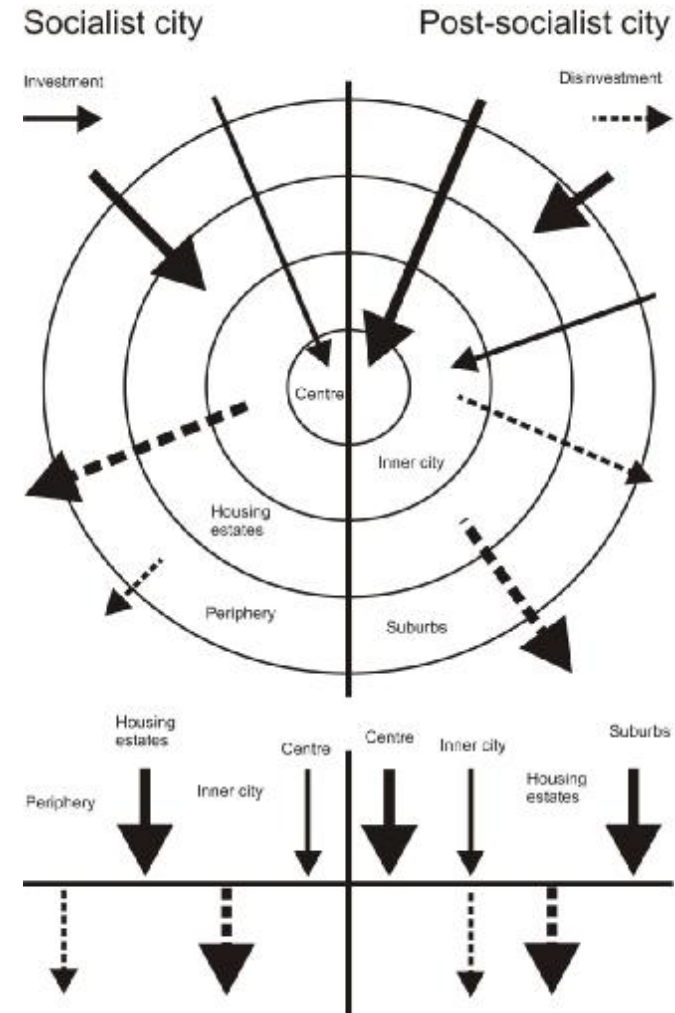 Socialist city
Post-socialist city
Investment
Disinvestment
Centre
Inner city
Housing
estates
Periphery
Suburbs
Housing
estates
Periphery
Inner city
Centre
Centre
Inner city
Housing
estates
Suburbs